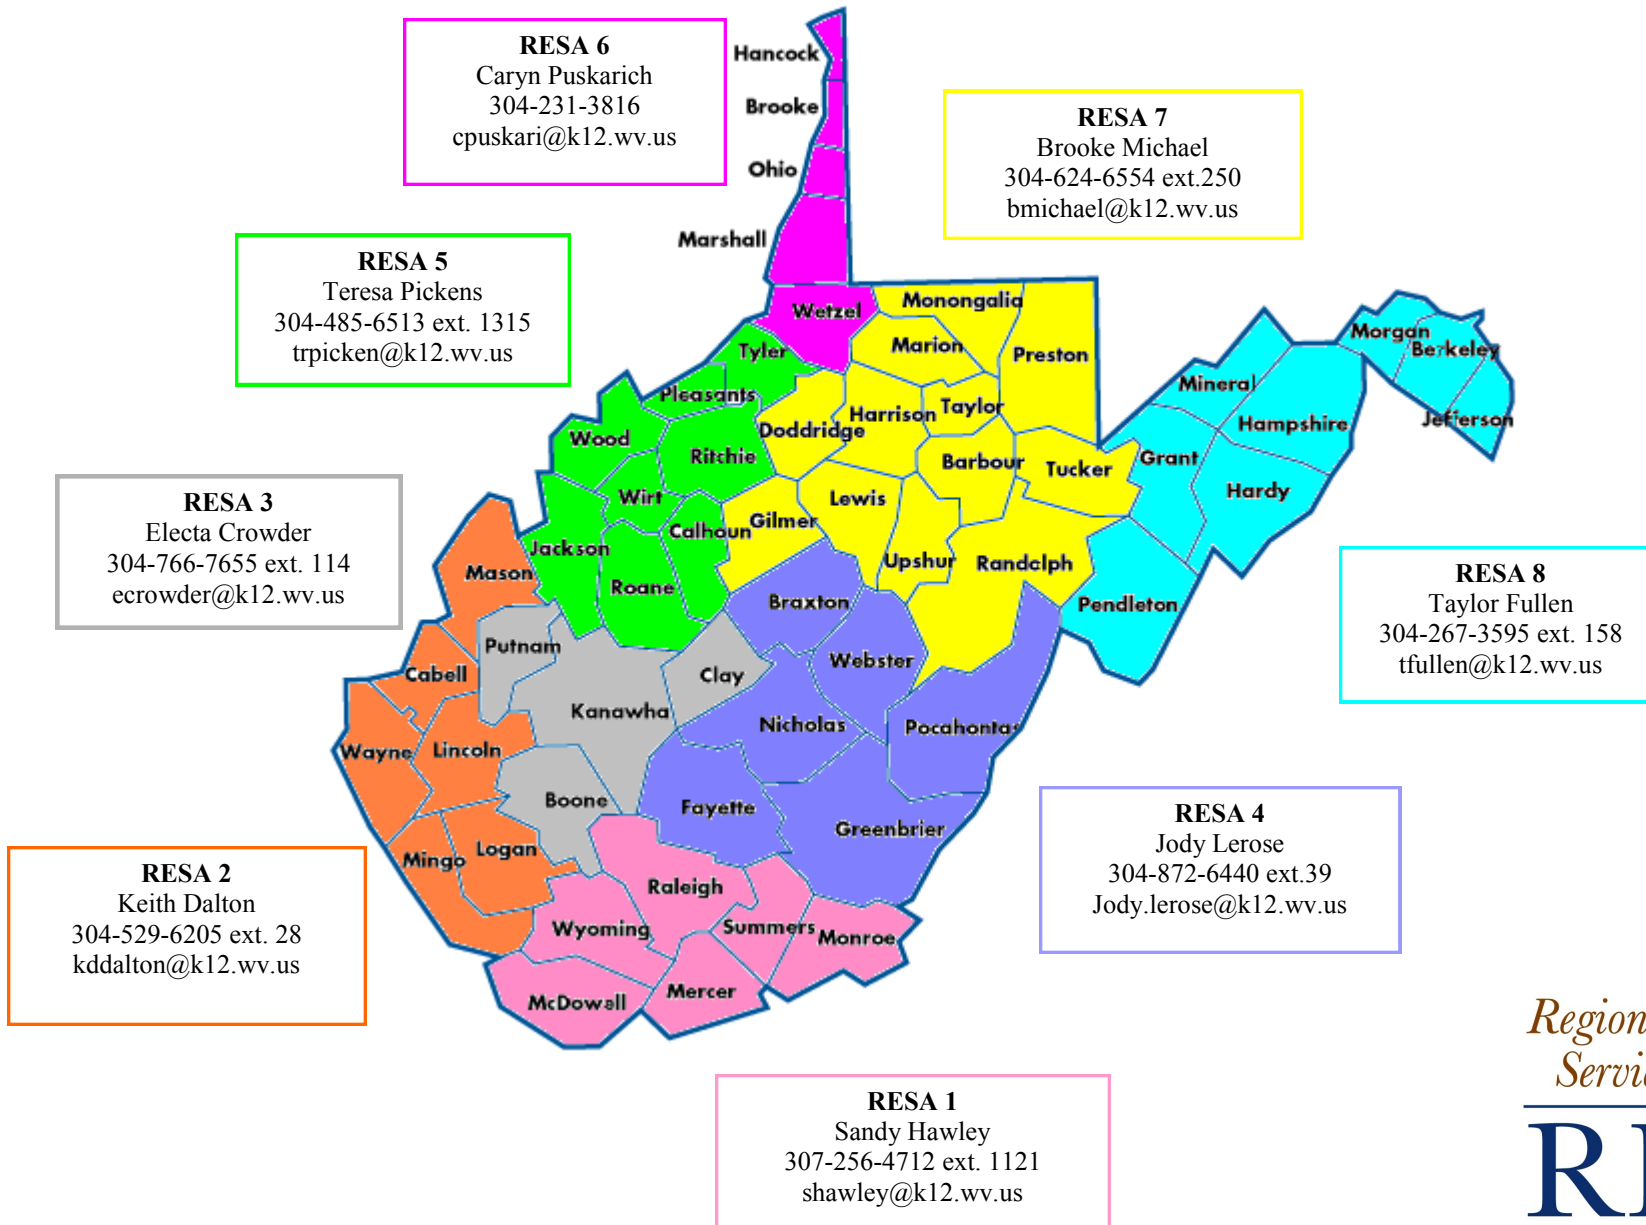 RESA 6
Caryn Puskarich
304-231-3816
cpuskari@k12.wv.us
RESA 7
Brooke Michael
304-624-6554 ext.250
bmichael@k12.wv.us
RESA 5
Teresa Pickens
304-485-6513 ext. 1315
trpicken@k12.wv.us
RESA 3
Electa Crowder
304-766-7655 ext. 114
ecrowder@k12.wv.us
RESA 8
Taylor Fullen
304-267-3595 ext. 158
tfullen@k12.wv.us
RESA 4
Jody Lerose
304-872-6440 ext.39
Jody.lerose@k12.wv.us
RESA 2
Keith Dalton
304-529-6205 ext. 28
kddalton@k12.wv.us
RESA 1
Sandy Hawley
307-256-4712 ext. 1121
shawley@k12.wv.us
Hancock
Brooke
Ohio
Marshall
Wetzel
Monongalia
Marion
Preston
Tyler
Pleasants
Doddridge
Harrison
Taylor
Wood
Ritchie
Barbour
Tucker
Wirt
Calhoun
Gilmer
Lewis
Upshur
Randolph
Jackson
Roane
Mason
Morgan
Berkeley
Jefferson
Mineral
Hampshire
Grant
Hardy
Pendleton
Braxton
Webster
Putnam
Cabell
Clay
Kanawha
Nicholas
Pocahontas
Wayne
Lincoln
Boone
Fayette
Greenbrier
Mingo
Logan
Raleigh
Wyoming
Summers
Monroe
McDowell
Mercer
Region
Servi
R